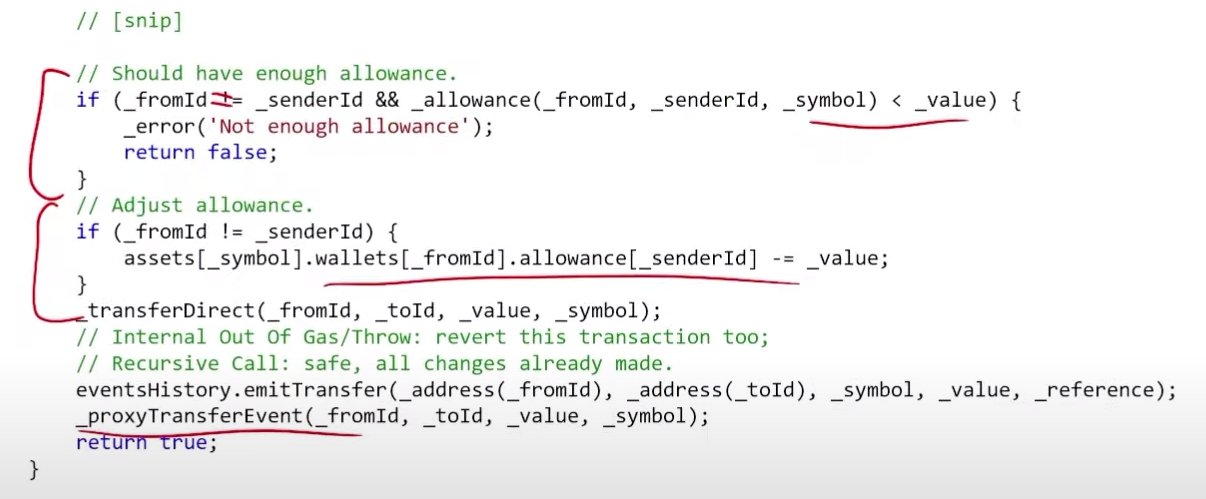 // [snip]
// Should have enough allowance.
if (_fromId != _senderId && _allowance(_fromId, _senderId, _symbol) < _value) {
_error('Not enough allowance');
return false;
}
// Adjust allowance.
if (_fromId != _senderId) {
assets[_symbol].wallets[_fromId].allowance[_senderId] -= _value;
}
_transferDirect(_fromId, _toId, _value, _symbol);
// Internal Out Of Gas/Throw: revert this transaction too;
// Recursive Call: safe, all changes already made.
eventsHistory.emitTransfer(_address(_fromId), _address(_toId), _symbol, _value, _reference);
_proxyTransferEvent(_fromId, _toId, _value, _symbol);
return true;
}